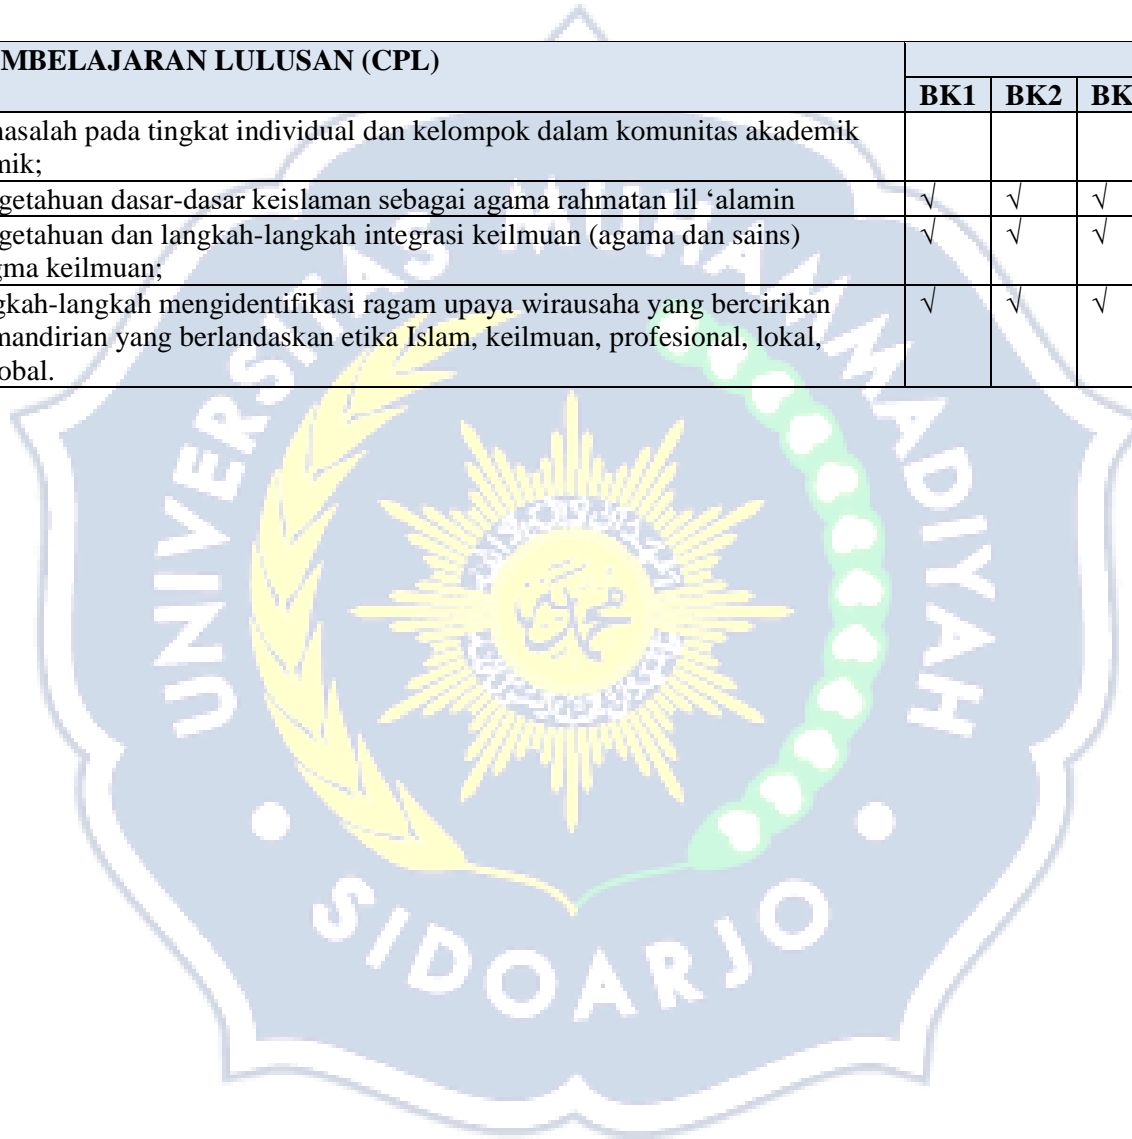 MBELAJARAN LULUSAN (CPL)
BK1 BK2 BK
masalah pada tingkat individual dan kelompok dalam komunitas akademik
mik;
getahuan dasar-dasar keislaman sebagai agama rahmatan lil ‘alamin √ √ √
getahuan dan langkah-langkah integrasi keilmuan (agama dan sains) √ √ √
gma keilmuan;
gkah-langkah mengidentifikasi ragam upaya wirausaha yang bercirikan √ √ √
mandirian yang berlandaskan etika Islam, keilmuan, profesional, lokal,
obal.
UNIVERSITAS MUHAMMADIYAH
SIDOARJO
محمد